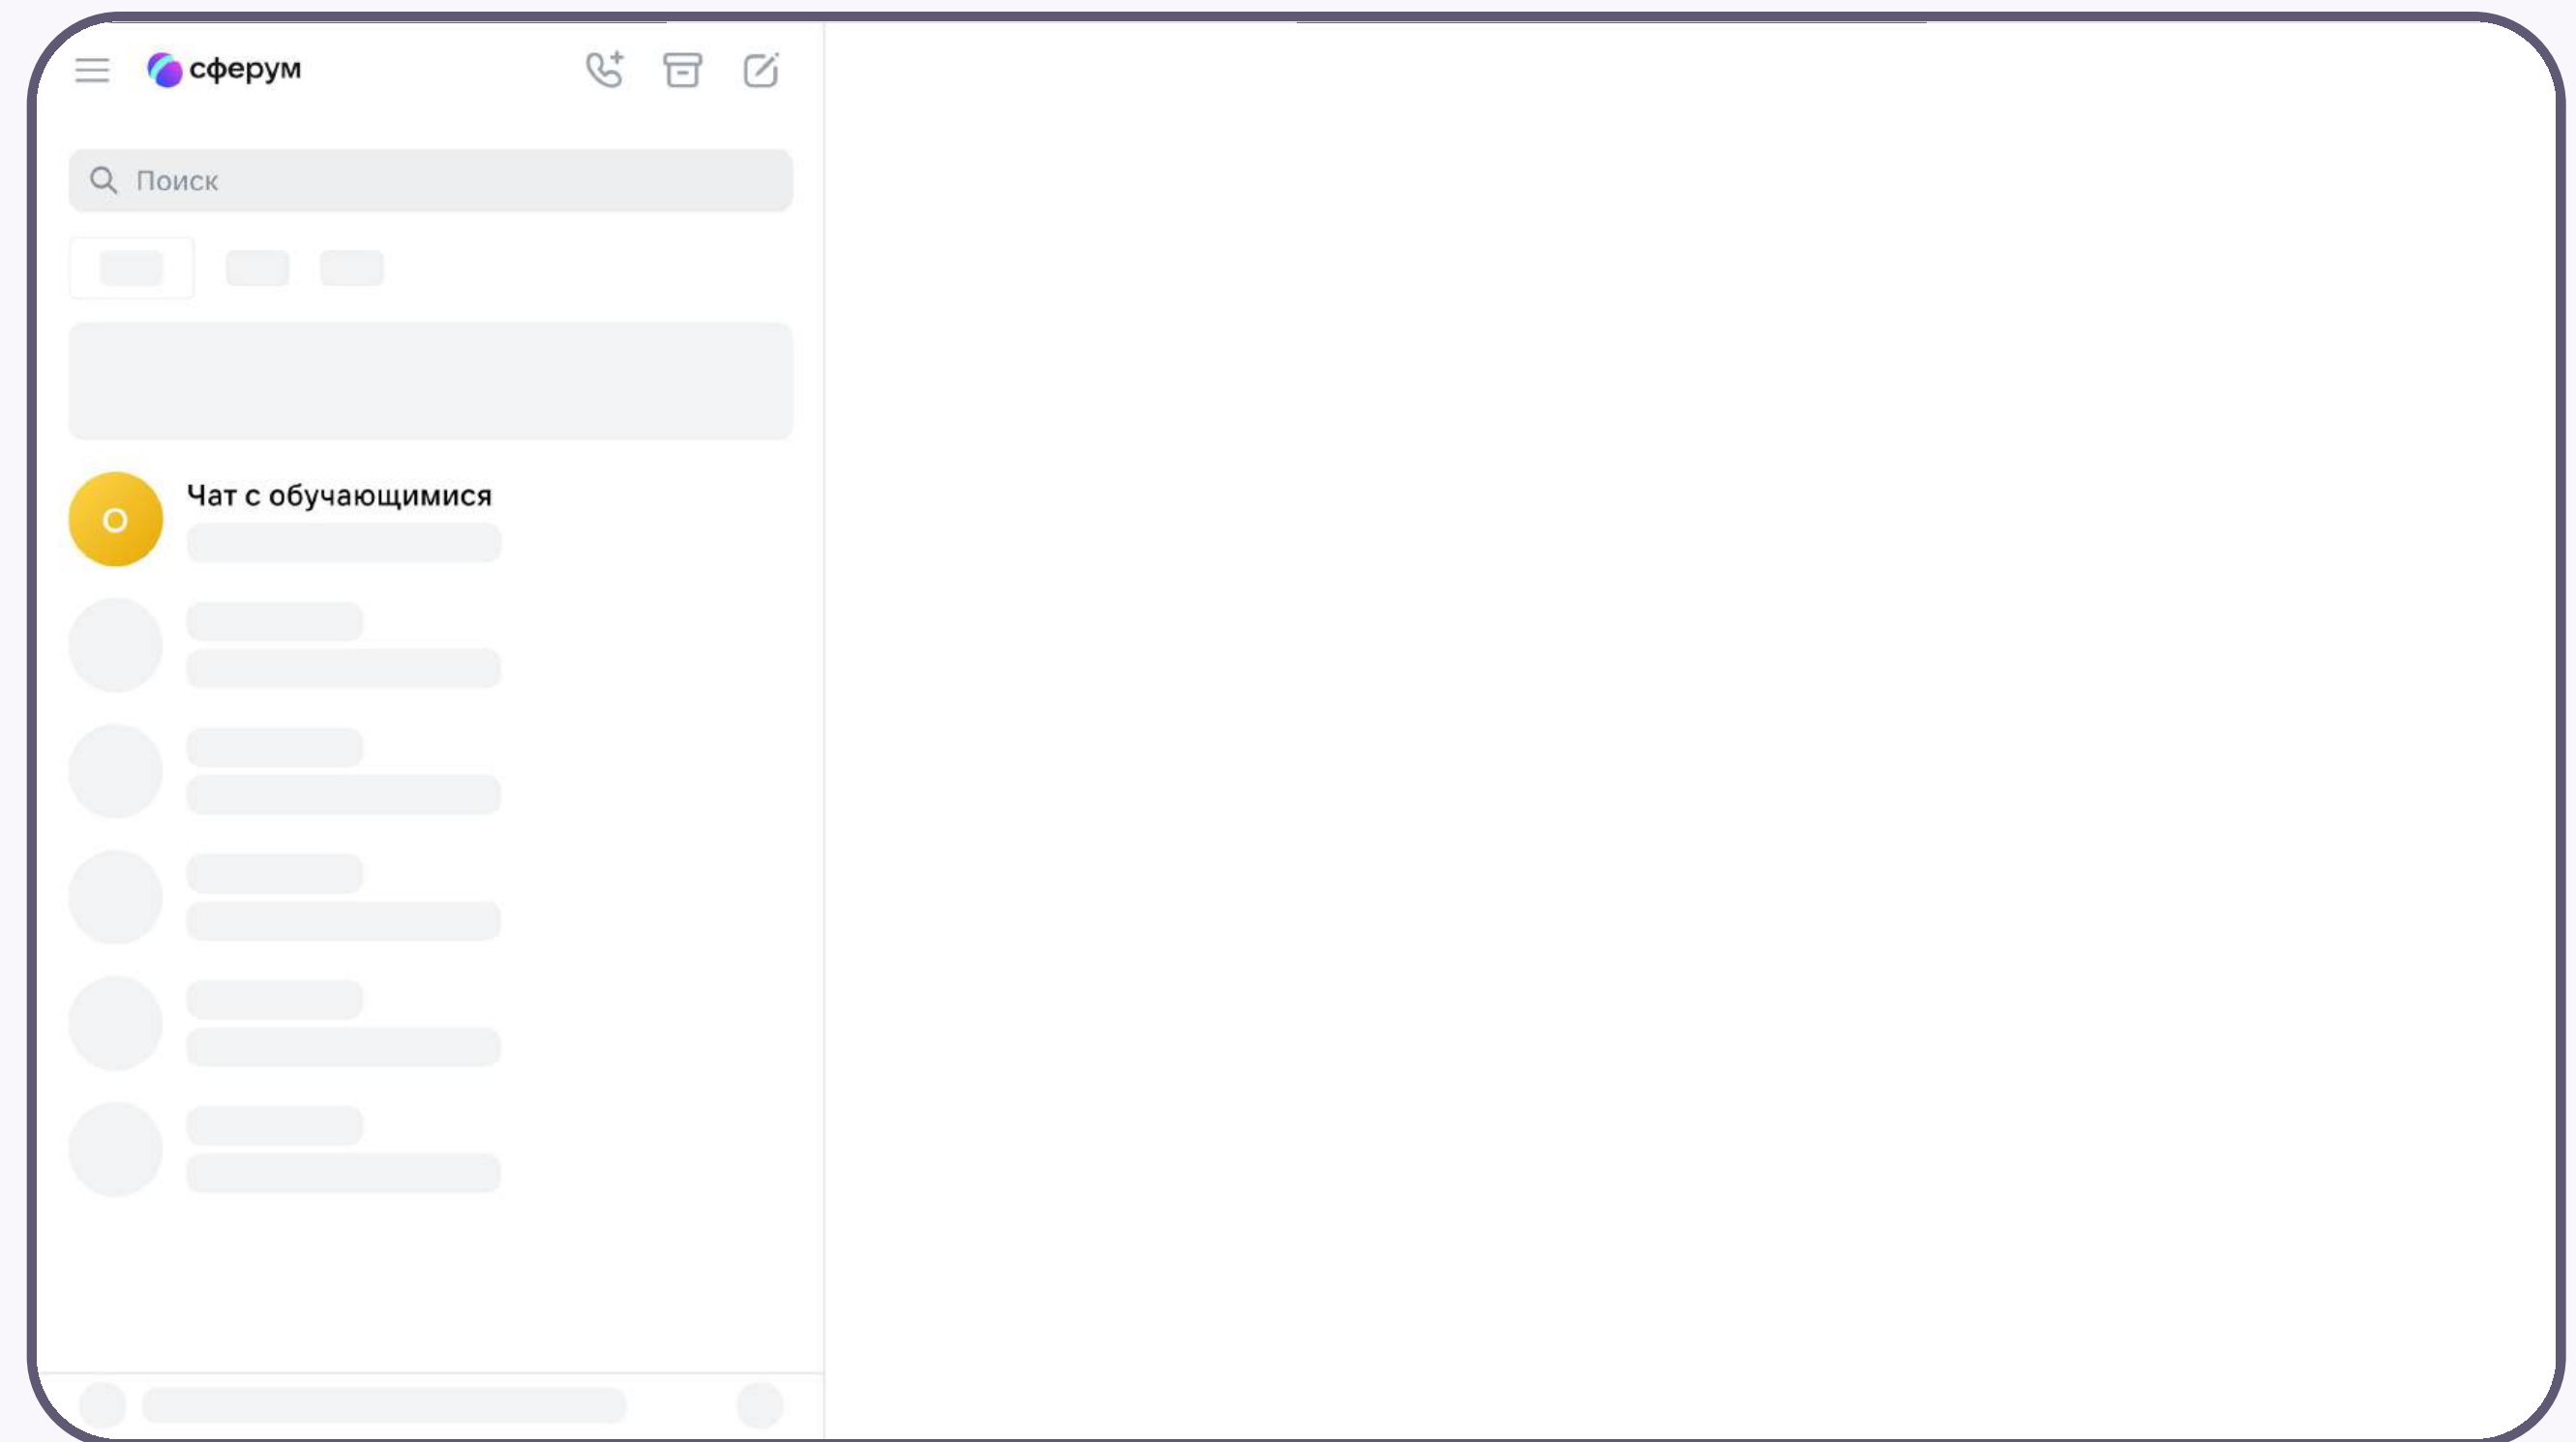 сферум
Поиск
Чат с обучающимися
О